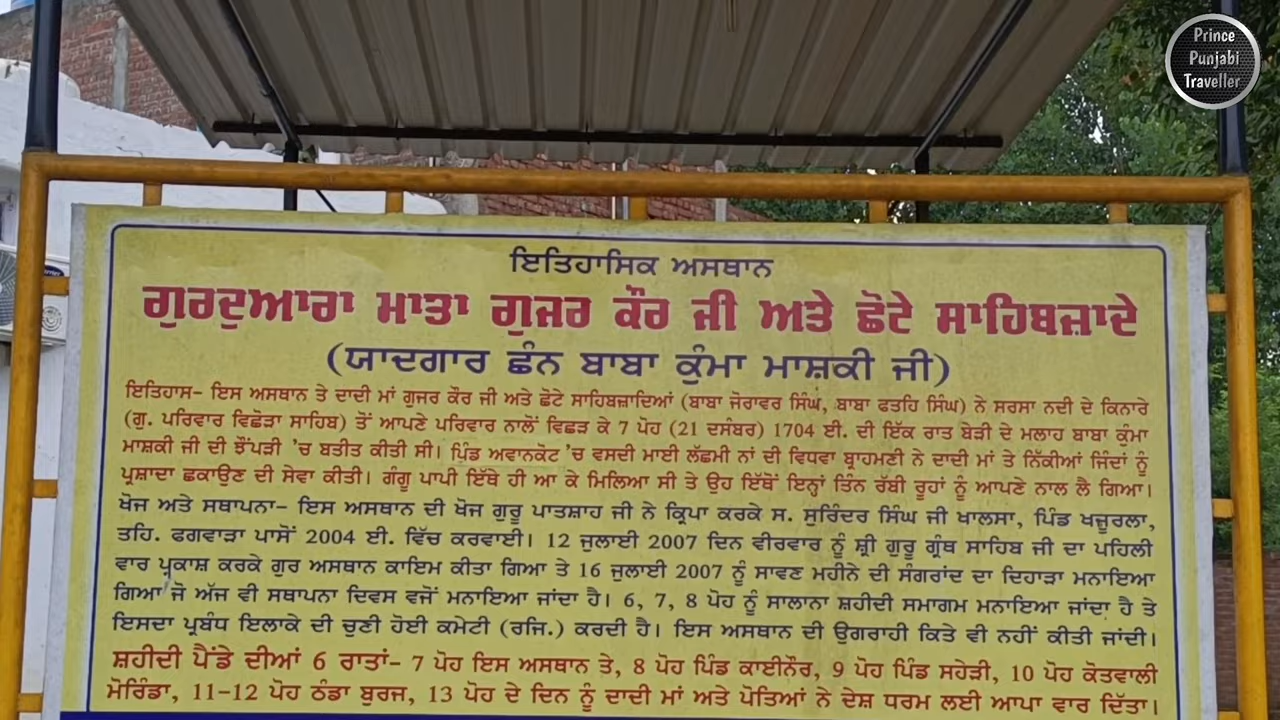 Prince
Punjabi
Traveller
ਇਤਿਹਾਸਿਕ ਅਸਥਾਨ
ਗੁਰਦੁਆਰਾ ਮਾਤਾ ਗੁਜਰ ਕੌਰ ਜੀ ਅਤੇ ਛੋਟੇ ਸਾਹਿਬਜ਼ਾਦੇ
(ਯਾਦਗਾਰ ਛੰਨ ਬਾਬਾ ਕੁੰਮਾ ਮਾਸ਼ਕੀ ਜੀ)
ਇਤਿਹਾਸ- ਇਸ ਅਸਥਾਨ ਤੇ ਦਾਦੀ ਮਾਂ ਗੁਜਰ ਕੌਰ ਜੀ ਅਤੇ ਛੋਟੇ ਸਾਹਿਬਜ਼ਾਦਿਆਂ (ਬਾਬਾ ਜੋਰਾਵਰ ਸਿੰਘ, ਬਾਬਾ ਫਤਹਿ ਸਿੰਘ) ਨੇ ਸਰਸਾ ਨਦੀ ਦੇ ਕਿਨਾਰੇ
(ਗੁ. ਪਰਿਵਾਰ ਵਿਛੋੜਾ ਸਾਹਿਬ) ਤੋਂ ਆਪਣੇ ਪਰਿਵਾਰ ਨਾਲੋਂ ਵਿਛੜ ਕੇ 7 ਪੋਹ (21 ਦਸੰਬਰ) 1704 ਈ. ਦੀ ਇੱਕ ਰਾਤ ਬੇੜੀ ਦੇ ਮਲਾਹ ਬਾਬਾ ਕੁੰਮਾ
ਮਾਸ਼ਕੀ ਜੀ ਦੀ ਝੌਂਪੜੀ 'ਚ ਬਤੀਤ ਕੀਤੀ ਸੀ। ਪਿੰਡ ਅਵਾਨਕੋਟ 'ਚ ਵਸਦੀ ਮਾਈ ਲੱਛਮੀ ਨਾਂ ਦੀ ਵਿਧਵਾ ਬ੍ਰਾਹਮਣੀ ਨੇ ਦਾਦੀ ਮਾਂ ਤੇ ਨਿੱਕੀਆਂ ਜਿੰਦਾਂ ਨੂੰ
ਪ੍ਰਸ਼ਾਦਾ ਛਕਾਉਣ ਦੀ ਸੇਵਾ ਕੀਤੀ। ਗੰਗੂ ਪਾਪੀ ਇੱਥੇ ਹੀ ਆ ਕੇ ਮਿਲਿਆ ਸੀ ਤੇ ਉਹ ਇੱਥੋਂ ਇਨ੍ਹਾਂ ਤਿੰਨ ਰੱਬੀ ਰੂਹਾਂ ਨੂੰ ਆਪਣੇ ਨਾਲ ਲੈ ਗਿਆ।
ਖੋਜ ਅਤੇ ਸਥਾਪਨਾ- ਇਸ ਅਸਥਾਨ ਦੀ ਖੋਜ ਗੁਰੂ ਪਾਤਸ਼ਾਹ ਜੀ ਨੇ ਕ੍ਰਿਪਾ ਕਰਕੇ ਸ. ਸੁਰਿੰਦਰ ਸਿੰਘ ਜੀ ਖਾਲਸਾ, ਪਿੰਡ ਖਜ਼ੂਰਲਾ,
ਤਹਿ. ਫਗਵਾੜਾ ਪਾਸੋਂ 2004 ਈ. ਵਿੱਚ ਕਰਵਾਈ। 12 ਜੁਲਾਈ 2007 ਦਿਨ ਵੀਰਵਾਰ ਨੂੰ ਸ਼੍ਰੀ ਗੁਰੂ ਗ੍ਰੰਥ ਸਾਹਿਬ ਜੀ ਦਾ ਪਹਿਲੀ
ਵਾਰ ਪ੍ਰਕਾਸ਼ ਕਰਕੇ ਗੁਰ ਅਸਥਾਨ ਕਾਇਮ ਕੀਤਾ ਗਿਆ ਤੇ 16 ਜੁਲਾਈ 2007 ਨੂੰ ਸਾਵਣ ਮਹੀਨੇ ਦੀ ਸੰਗਰਾਂਦ ਦਾ ਦਿਹਾੜਾ ਮਨਾਇਆ
ਗਿਆ ਜੋ ਅੱਜ ਵੀ ਸਥਾਪਨਾ ਦਿਵਸ ਵਜੋਂ ਮਨਾਇਆ ਜਾਂਦਾ ਹੈ। 6, 7, 8 ਪੋਹ ਨੂੰ ਸਾਲਾਨਾ ਸ਼ਹੀਦੀ ਸਮਾਗਮ ਮਨਾਇਆ ਜਾਂਦਾ ਹੈ ਤੇ
ਇਸਦਾ ਪ੍ਰਬੰਧ ਇਲਾਕੇ ਦੀ ਚੁਣੀ ਹੋਈ ਕਮੇਟੀ (ਰਜਿ.) ਕਰਦੀ ਹੈ। ਇਸ ਅਸਥਾਨ ਦੀ ਉਗਰਾਹੀ ਕਿਤੇ ਵੀ ਨਹੀਂ ਕੀਤੀ ਜਾਂਦੀ।
ਸ਼ਹੀਦੀ ਪੈਂਡੇ ਦੀਆਂ 6 ਰਾਤਾਂ- 7 ਪੋਹ ਇਸ ਅਸਥਾਨ ਤੇ, 8 ਪੋਹ ਪਿੰਡ ਕਾਈਨੌਰ, 9 ਪੋਹ ਪਿੰਡ ਸਹੇੜੀ, 10 ਪੋਹ ਕੋਤਵਾਲੀ
ਮੋਰਿੰਡਾ, 11-12 ਪੋਹ ਠੰਡਾ ਬੁਰਜ, 13 ਪੋਹ ਦੇ ਦਿਨ ਨੂੰ ਦਾਦੀ ਮਾਂ ਅਤੇ ਪੋਤਿਆਂ ਨੇ ਦੇਸ਼ ਧਰਮ ਲਈ ਆਪਾ ਵਾਰ ਦਿੱਤਾ।